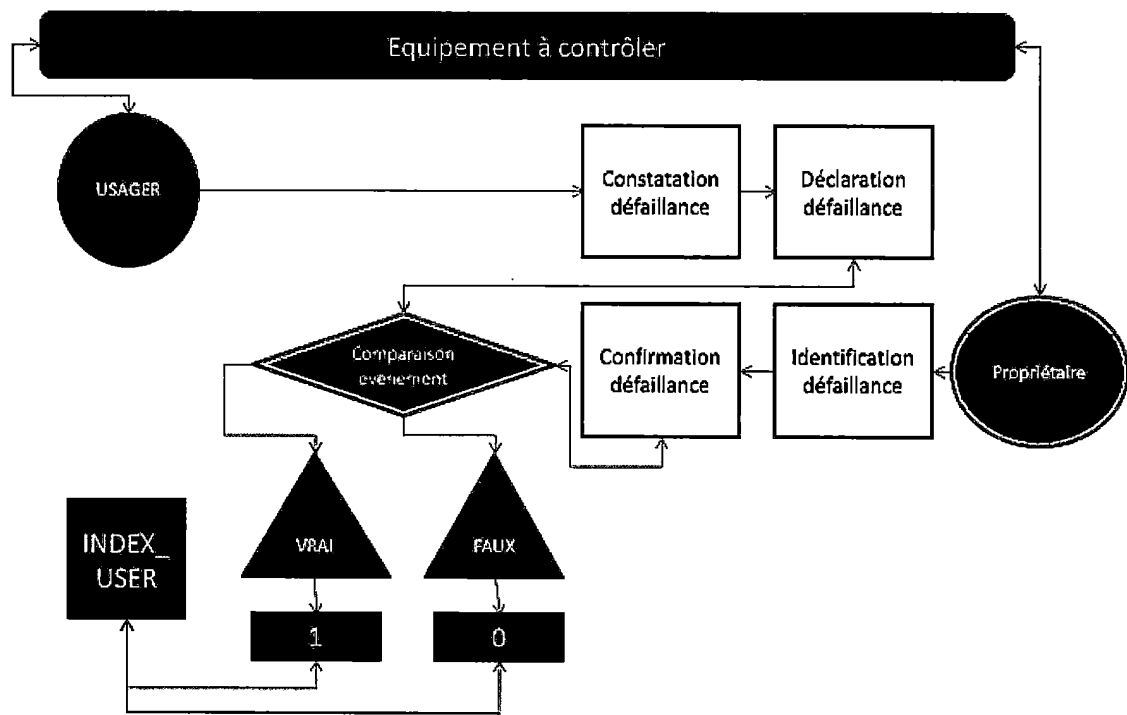 Equipement à contrôler
USAGER
Constatation
défaillance
Déclaration
défaillance
Comparaison
evènement
Confirmation
défaillance
Identification
défaillance
Propriétaire
INDEX_
USER
VRAI
FAUX
1
0